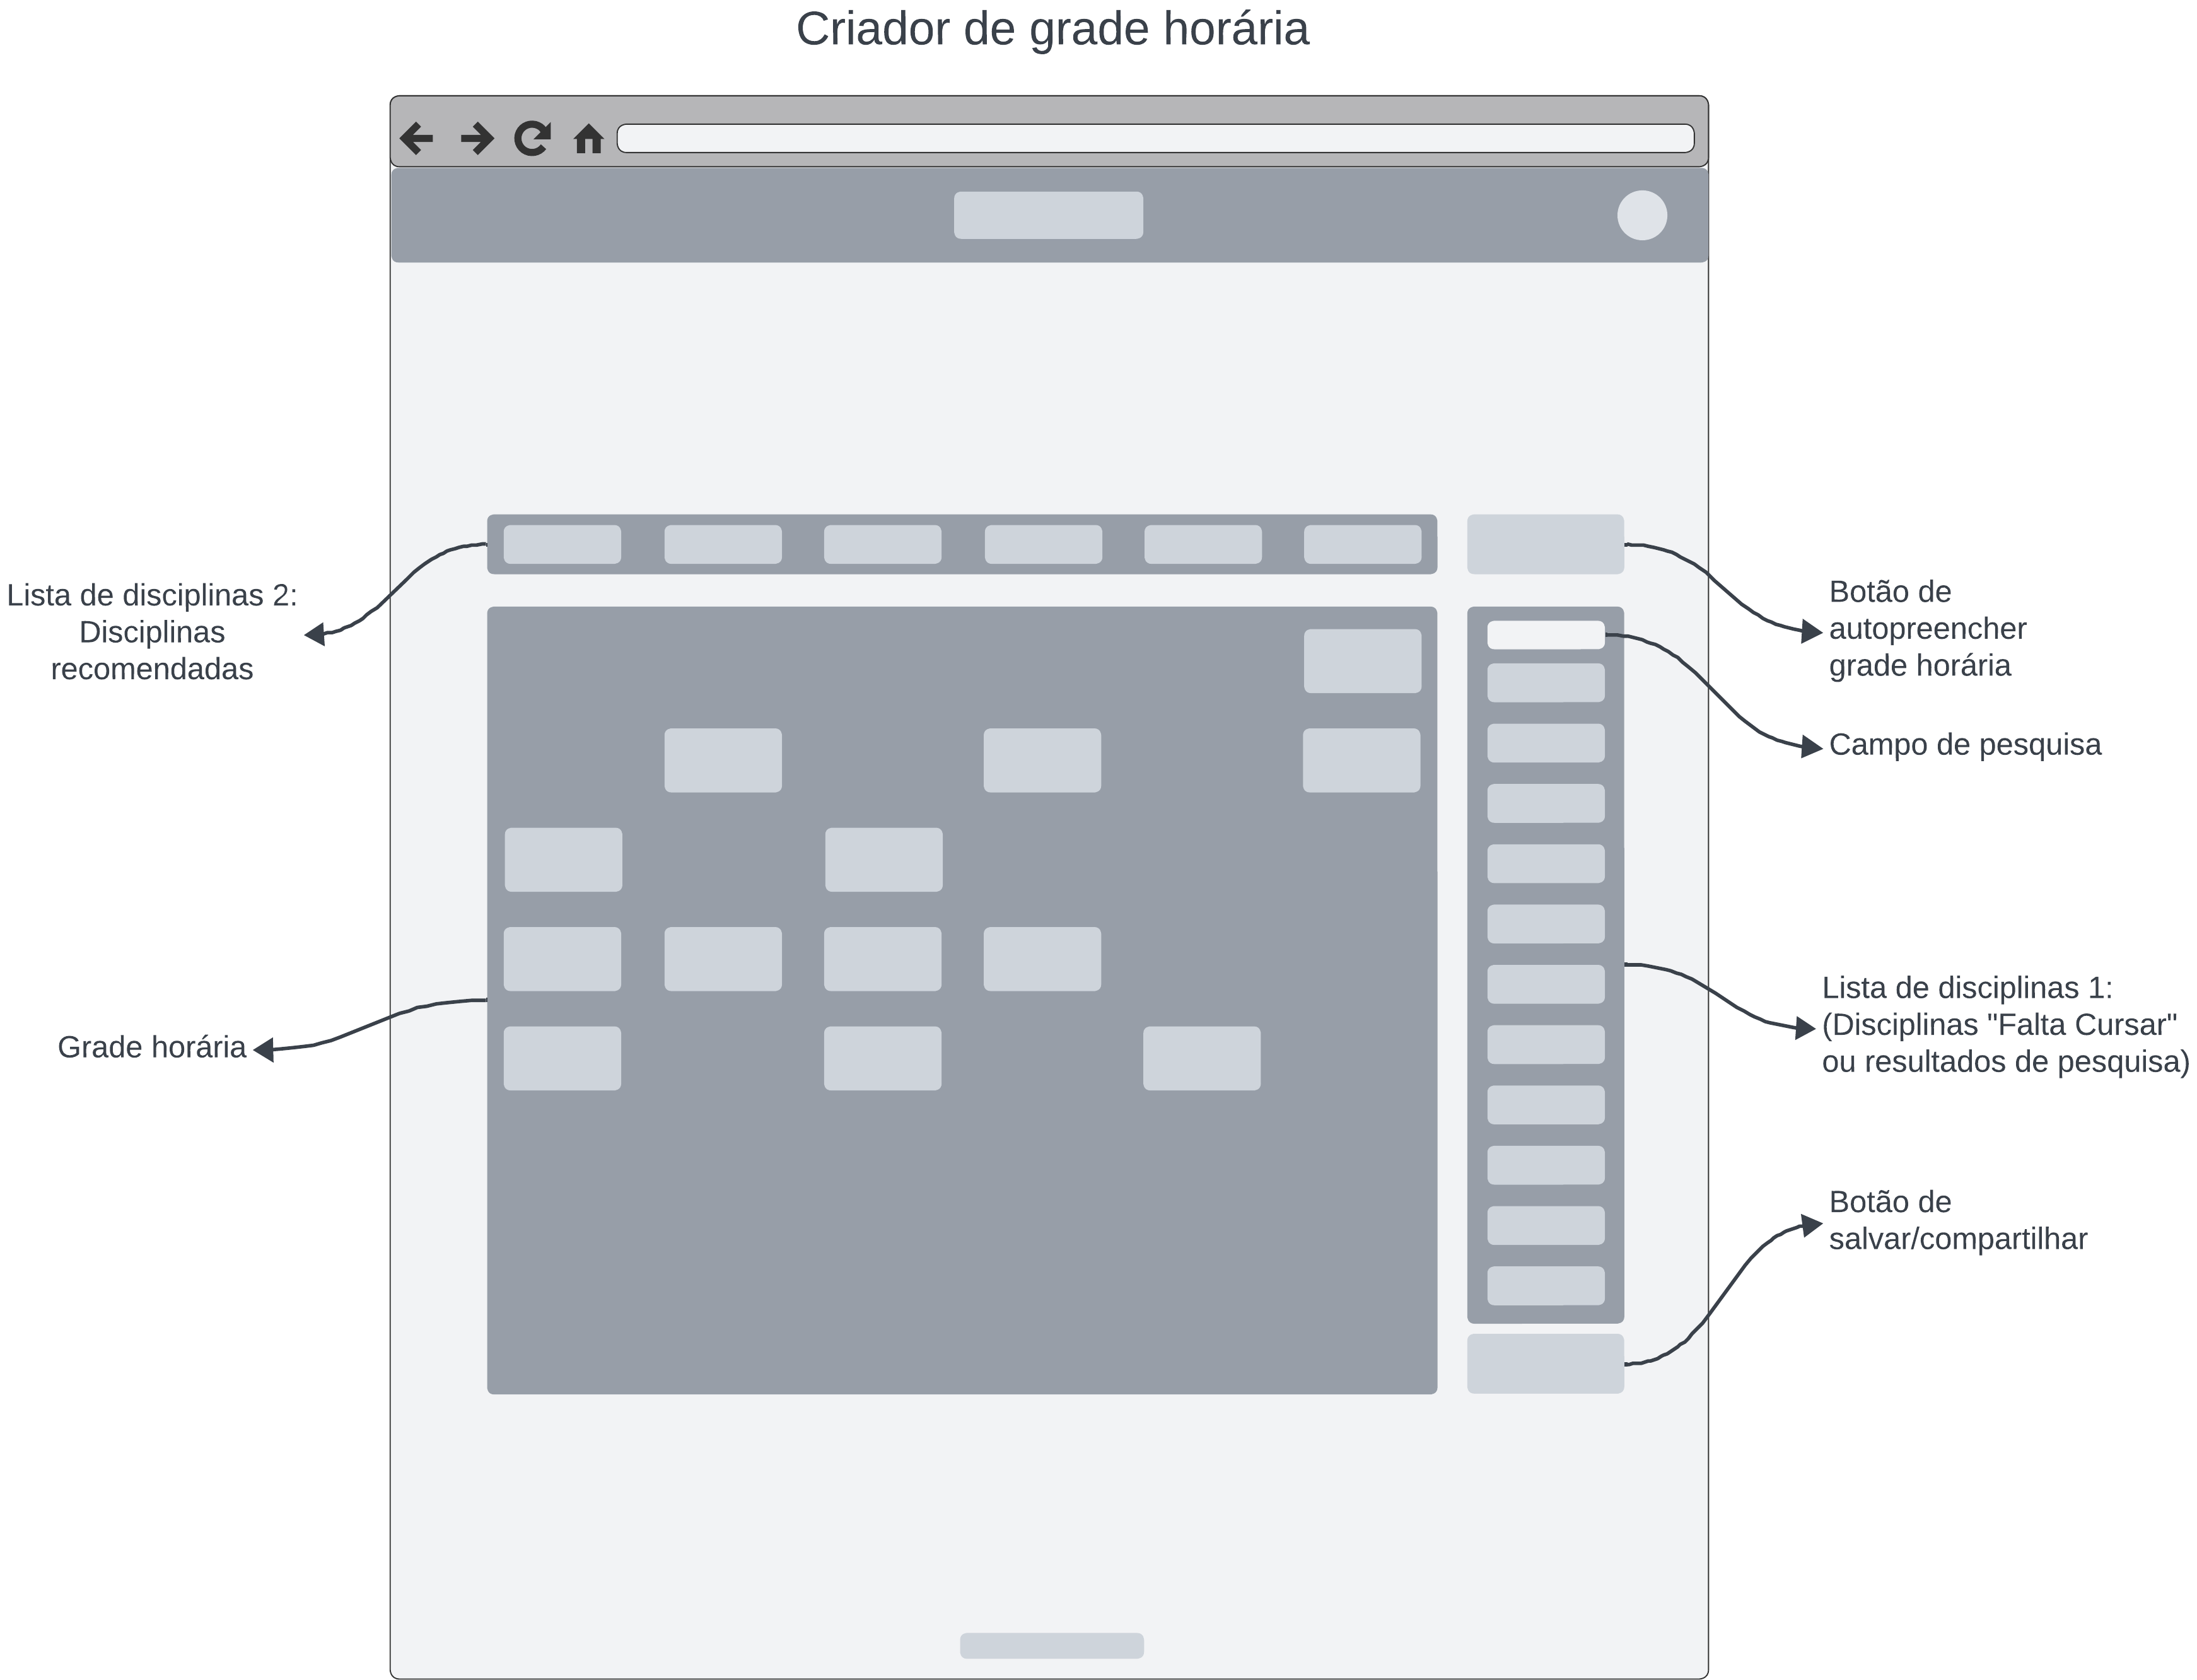 Criador de grade horária
Lista de disciplinas 2:
Disciplinas
recomendadas
Grade horária
Botão de
autopreencher
grade horária
Campo de pesquisa
Lista de disciplinas 1:
(Disciplinas "Falta Cursar"
ou resultados de pesquisa)
Botão de
salvar/compartilhar